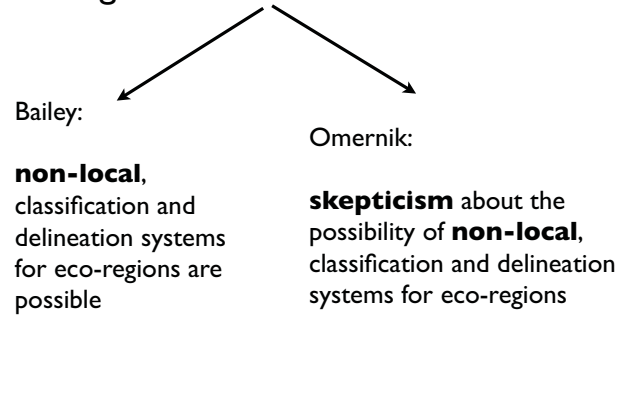 Bailey:
non-local,
classification and
delineation systems
for eco-regions are
possible
Omernik:
skepticism about the
possibility of non-local,
classification and delineation
systems for eco-regions